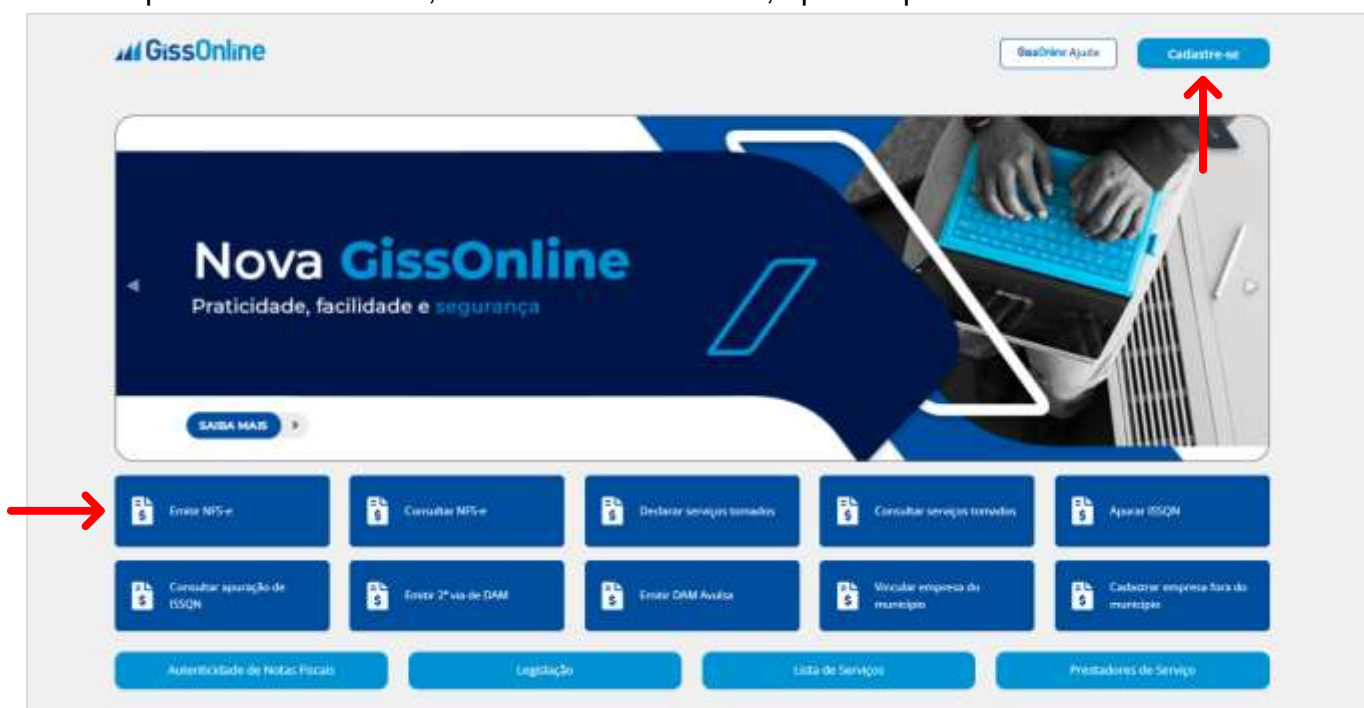 GissOnline
GissOnline Ajuda
Cadastre-se
Nova GissOnline
Praticidade, facilidade e segurança
SAIBA MAIS
Emitir NFS-e
Consultar NFS-e
Declarar serviços tomados
Consultar serviços tomados
Apurar ISSQN
Consultar apuração de
ISSQN
Emitir 2ª via de DAM
Emitir DAM Avulsa
Vincular empresa do
município
Cadastrar empresa fora do
município
Autenticidade de Notas Fiscais
Legislação
Lista de Serviços
Prestadores de Serviço